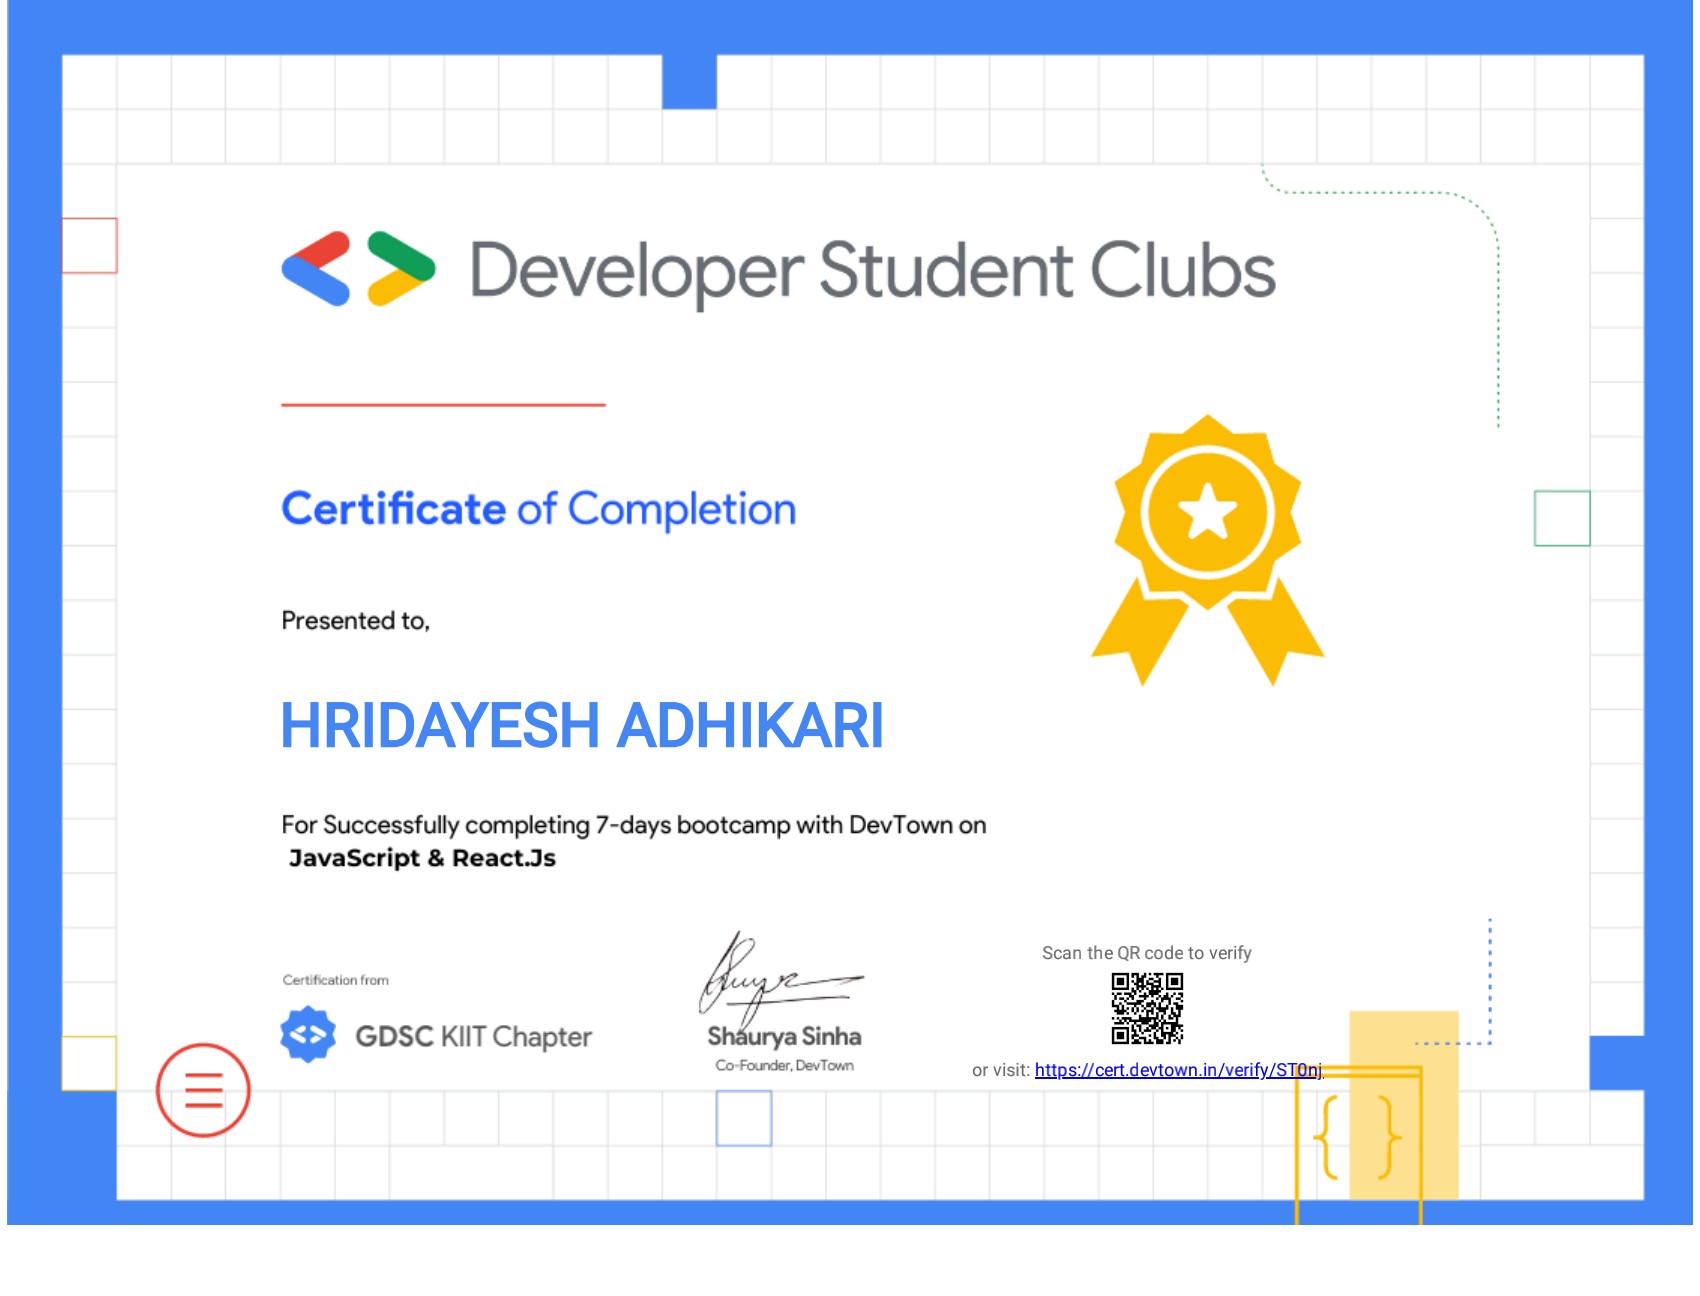 Developer Student Clubs
Certificate of Completion
Presented to,
HRIDAYESH ADHIKARI
For Successfully completing 7-days bootcamp with DevTown on
JavaScript & React.Js
Certification from
GDSC KIIT Chapter
Shaurya Sinha
Co-Founder, DevTown
Scan the QR code to verify
or visit: https://cert.devtown.in/verify/ST0nj
{ }